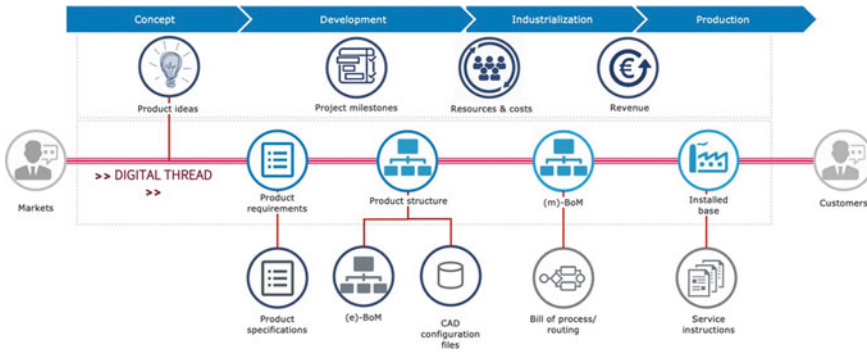 Concept Development Industrialization Production
Product ideas
Project milestones
Resources & costs
Revenue
€
>> DIGITAL THREAD
>>
Markets
Product
requirements
Product structure
(m)-BoM
Installed
base
Customers
Product
specifications
(e)-BoM
CAD
configuration
files
Bill of process/
routing
Service
instructions